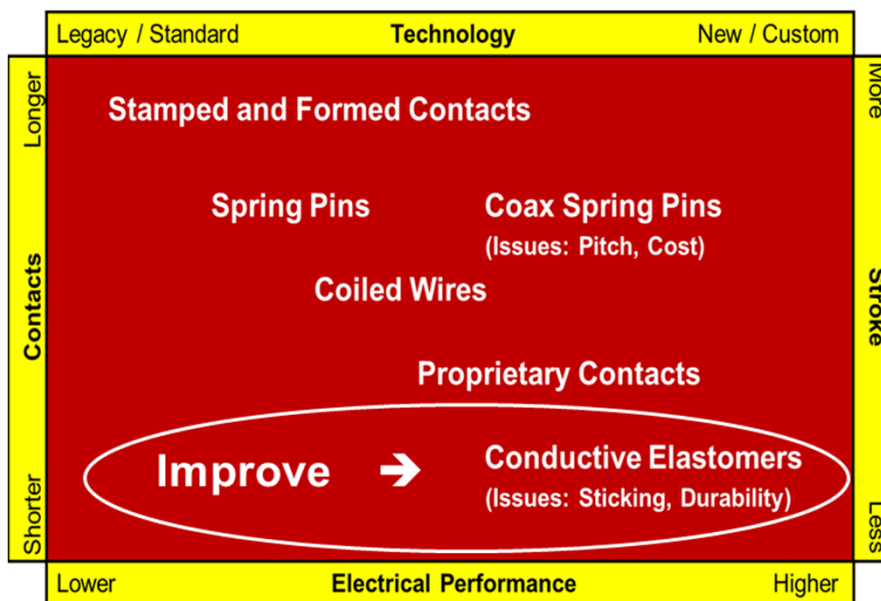 Legacy / Standard Technology New / Custom
Longer
Contacts
Shorter
More
Stroke
Less
Stamped and Formed Contacts
Spring Pins
Coax Spring Pins
(Issues: Pitch, Cost)
Coiled Wires
Proprietary Contacts
Improve ➔
Conductive Elastomers
(Issues: Sticking, Durability)
Lower Electrical Performance Higher